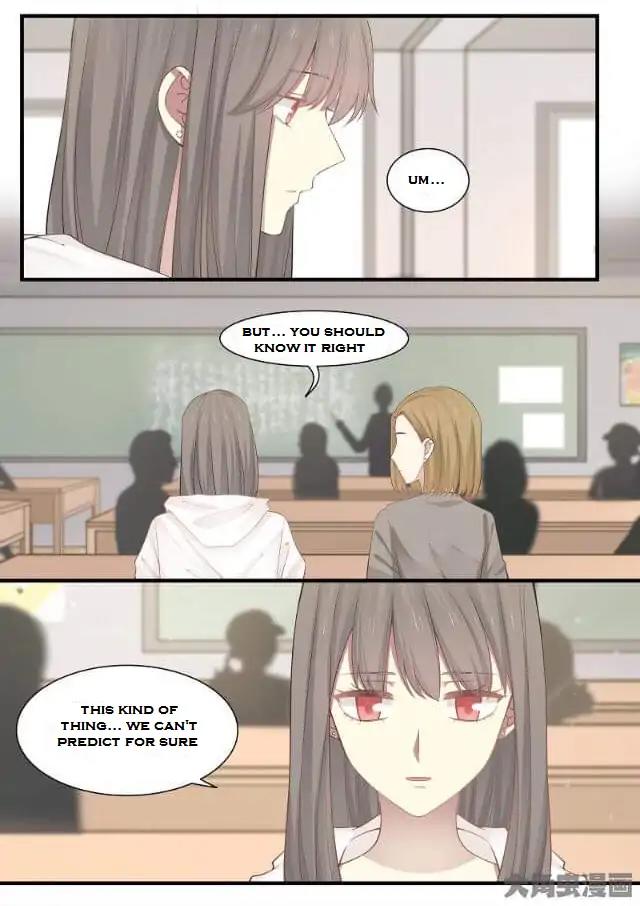 UM...
BUT... YOU SHOULD
KNOW IT RIGHT
THIS KIND OF
THING... WE CAN'T
PREDICT FOR SURE
大角虫漫画